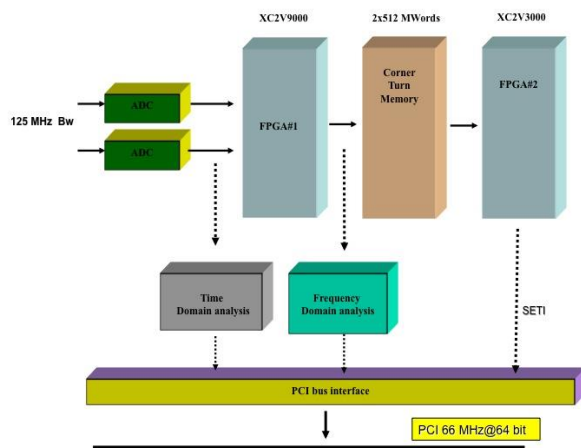 XC2V9000
2x512 MWords
XC2V3000
ADC
125 MHz Bw
ADC
FPGA#1
Corner
Turn
Memory
FPGA#2
Time
Domain analysis
Frequency
Domain analysis
SETI
PCI bus interface
PCI 66 MHz@64 bit